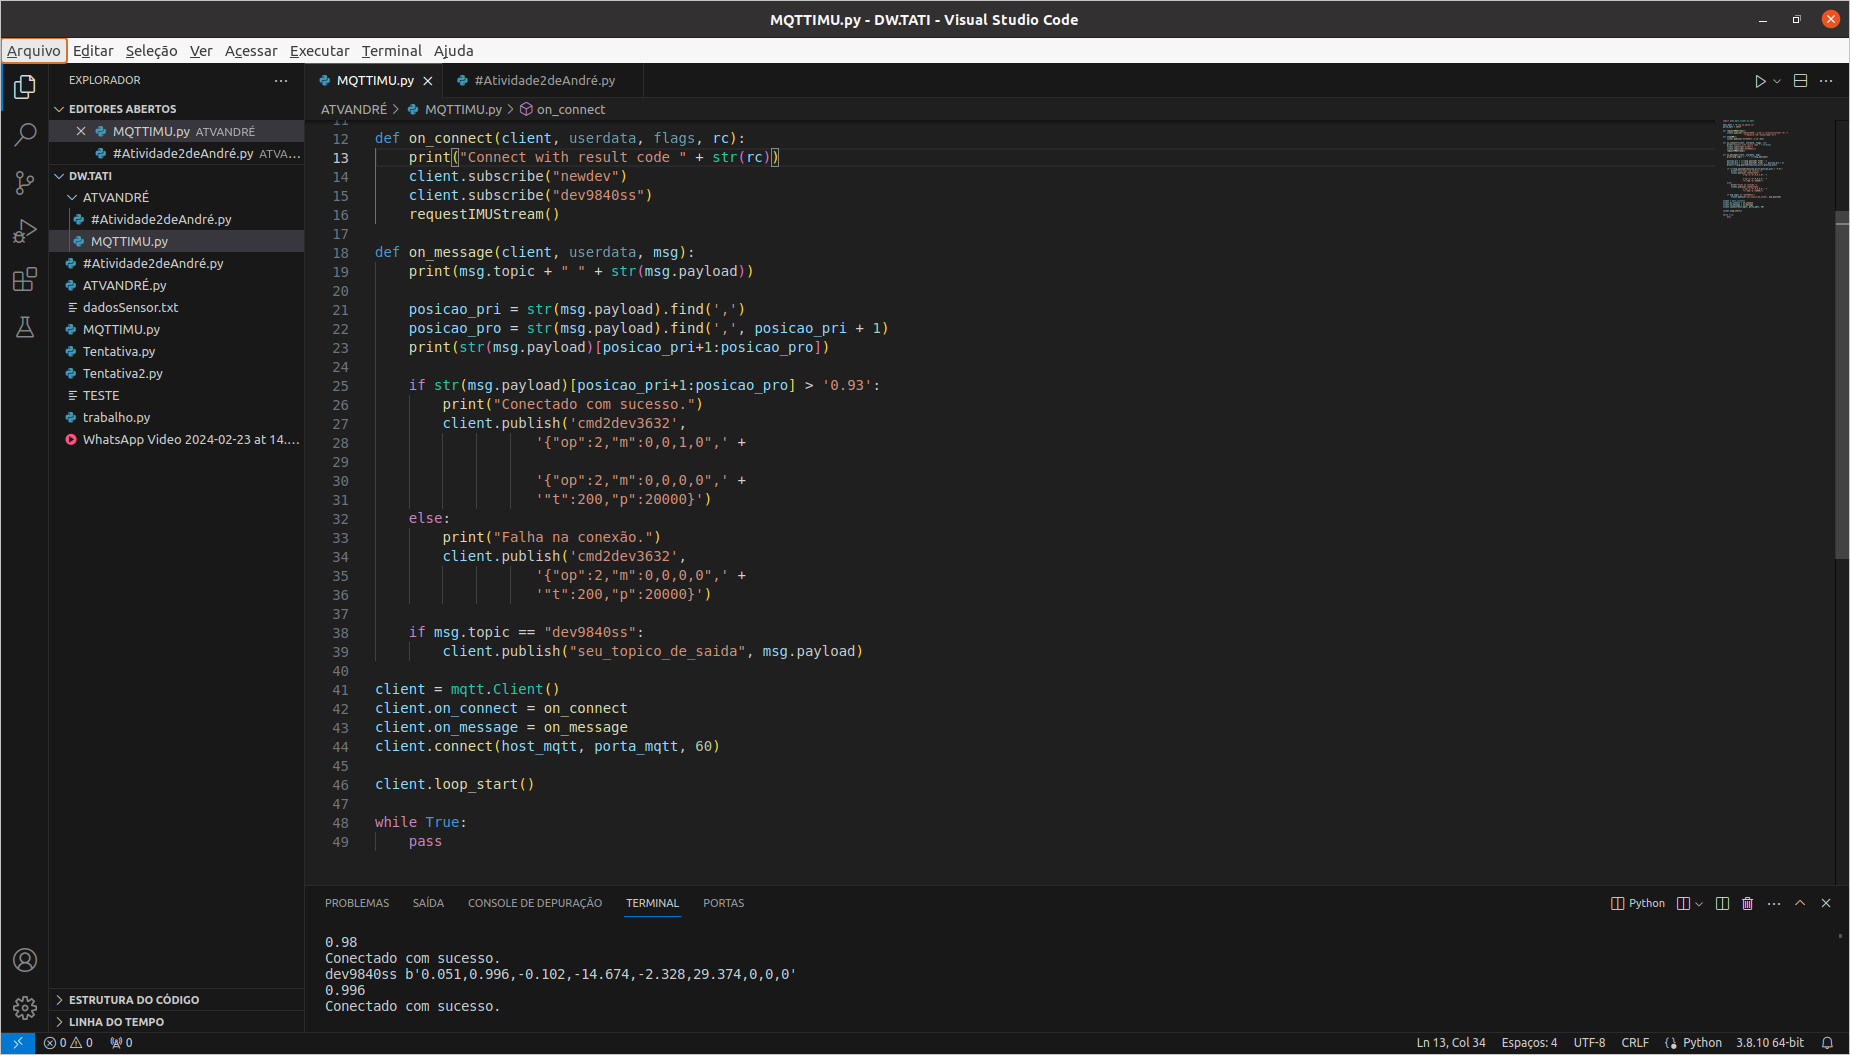 MQTTIMU.py - DW.TATI - Visual Studio Code
Arquivo Editar Seleção Ver Acessar Executar Terminal Ajuda
EXPLORADOR
EDITORES ABERTOS
MQTTIMU.py ATVANDRÉ
#Atividade2deAndré.py ATVA...
DW.TATI
ATVANDRÉ
#Atividade2deAndré.py
MQTTIMU.py
#Atividade2deAndré.py
ATVANDRÉ.py
dadosSensor.txt
MQTTIMU.py
Tentativa.py
Tentativa2.py
TESTE
trabalho.py
WhatsApp Video 2024-02-23 at 14....
ESTRUTURA DO CÓDIGO
LINHA DO TEMPO
MQTTIMU.py #Atividade2deAndré.py
ATVANDRÉ > MQTTIMU.py > on_connect
11
12 def on_connect(client, userdata, flags, rc):
13     print("Connect with result code " + str(rc))
14     client.subscribe("newdev")
15     client.subscribe("dev9840ss")
16     requestIMUStream()
17
18 def on_message(client, userdata, msg):
19     print(msg.topic + " " + str(msg.payload))
20
21     posicao_pri = str(msg.payload).find(',')
22     posicao_pro = str(msg.payload).find(',', posicao_pri + 1)
23     print(str(msg.payload)[posicao_pri+1:posicao_pro])
24
25     if str(msg.payload)[posicao_pri+1:posicao_pro] > '0.93':
26         print("Conectado com sucesso.")
27         client.publish('cmd2dev3632',
28                    '{"op":2,"m":0,0,1,0",' +
29
30                    '{"op":2,"m":0,0,0,0",' +
31                    '"t":200,"p":20000}')
32     else:
33         print("Falha na conexão.")
34         client.publish('cmd2dev3632',
35                    '{"op":2,"m":0,0,0,0",' +
36                    '"t":200,"p":20000}')
37
38     if msg.topic == "dev9840ss":
39         client.publish("seu_topico_de_saida", msg.payload)
40
41 client = mqtt.Client()
42 client.on_connect = on_connect
43 client.on_message = on_message
44 client.connect(host_mqtt, porta_mqtt, 60)
45
46 client.loop_start()
47
48 while True:
49     pass
PROBLEMAS SAÍDA CONSOLE DE DEPURAÇÃO TERMINAL PORTAS Python
0.98
Conectado com sucesso.
dev9840ss b'0.051,0.996,-0.102,-14.674,-2.328,29.374,0,0,0'
0.996
Conectado com sucesso.
0 0 0 Ln 13, Col 34 Espaços: 4 UTF-8 CRLF Python 3.8.10 64-bit